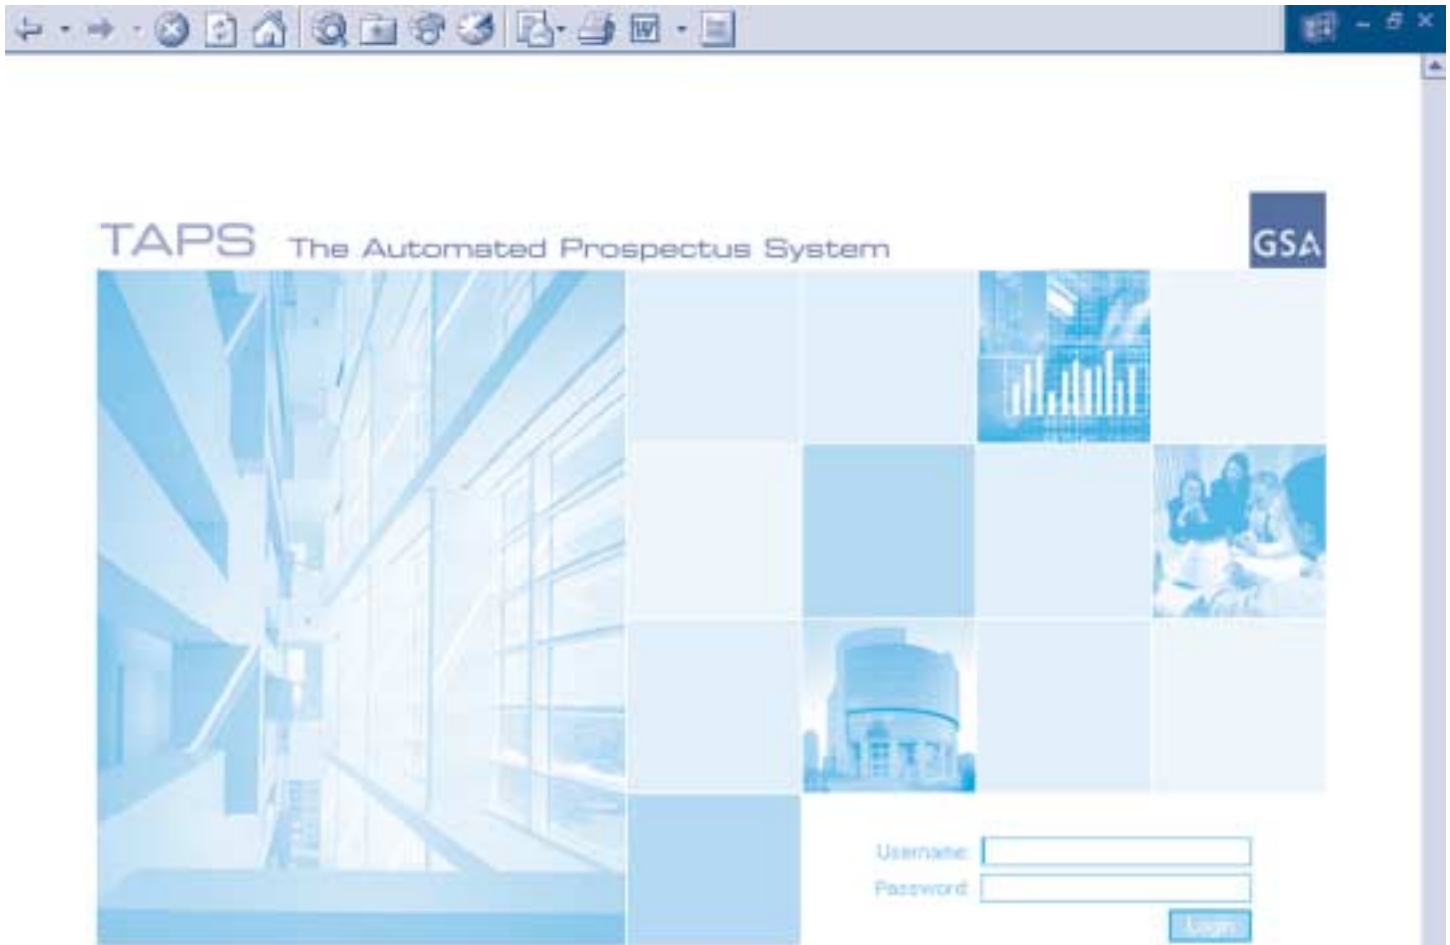 TAPS The Automated Prospectus System
GSA
Username:
Password:
Login